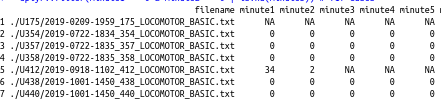 filename minute1 minute2 minute3 minute4 minute5
1 ./U175/2019-0209-1959_175_LOCOMOTOR_BASIC.txt NA NA NA NA NA
2 ./U354/2019-0722-1834_354_LOCOMOTOR_BASIC.txt 0 0 0 0 0
3 ./U357/2019-0722-1835_357_LOCOMOTOR_BASIC.txt 0 0 0 0 0
4 ./U358/2019-0722-1835_358_LOCOMOTOR_BASIC.txt 0 0 0 0 0
5 ./U412/2019-0918-1102_412_LOCOMOTOR_BASIC.txt 34 2 NA NA NA
6 ./U438/2019-1001-1450_438_LOCOMOTOR_BASIC.txt 0 0 0 0 0
7 ./U440/2019-1001-1450_440_LOCOMOTOR_BASIC.txt 0 0 0 0 0